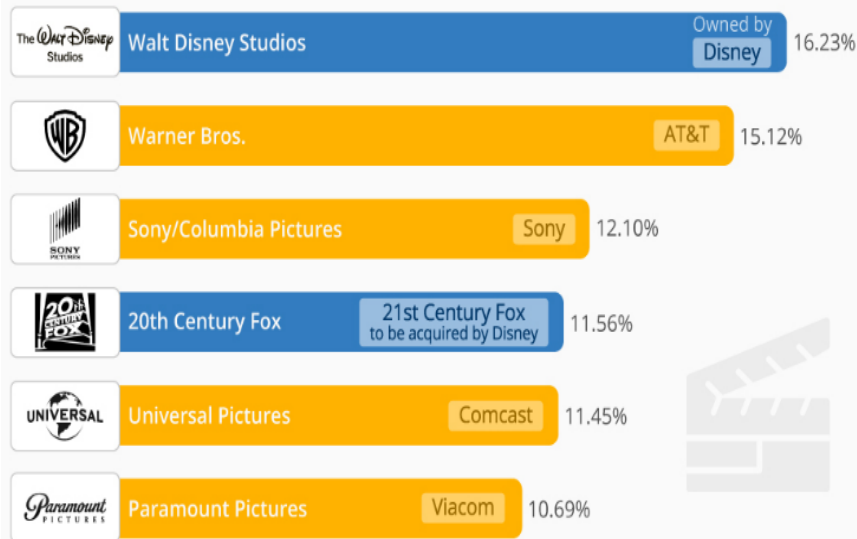 The WALT DISNEY
Studios
Walt Disney Studios
Owned by
Disney
16.23%
WB
Warner Bros.
AT&T
15.12%
SONY
PICTURES
Sony/Columbia Pictures
Sony
12.10%
20th
CENTURY
FOX
20th Century Fox
21st Century Fox
to be acquired by Disney
11.56%
UNIVERSAL
Universal Pictures
Comcast
11.45%
Paramount
PICTURES
Paramount Pictures
Viacom
10.69%